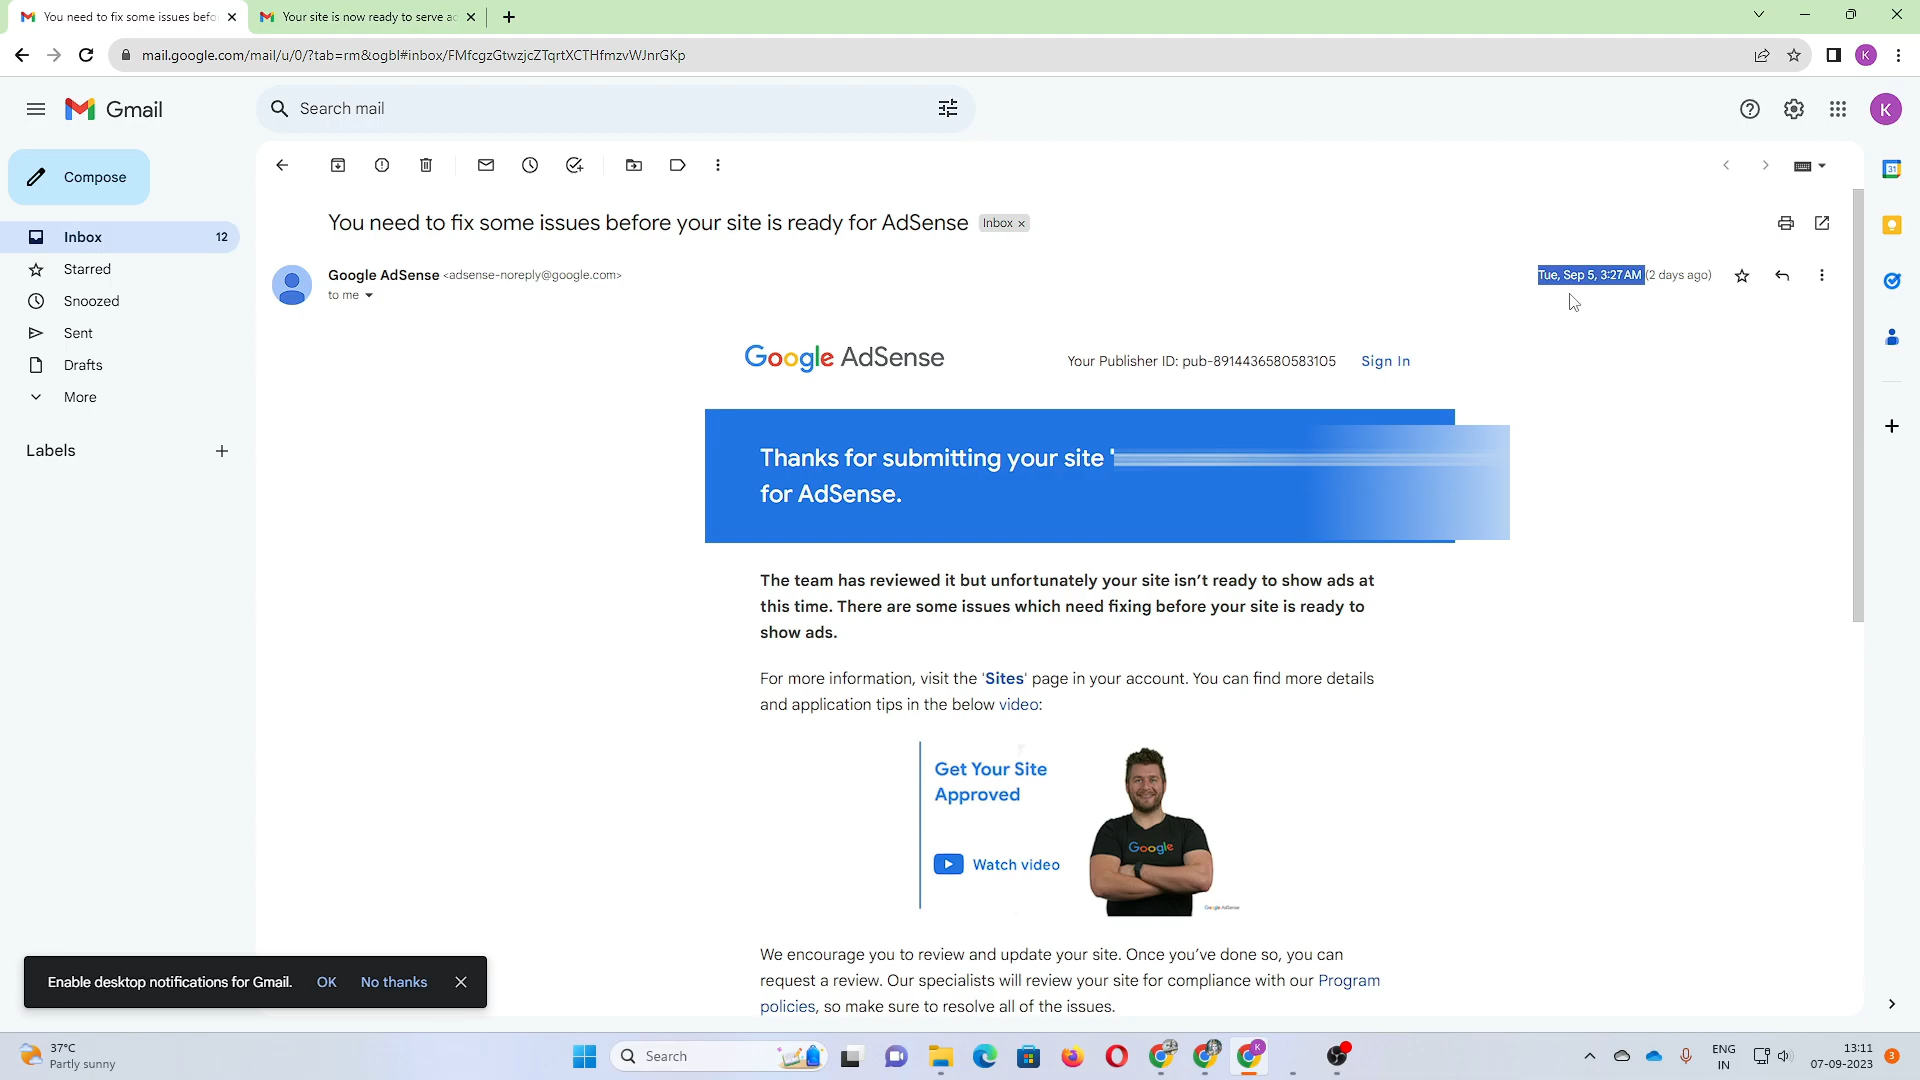 You need to fix some issues befo
Your site is now ready to serve a
mail.google.com/mail/u/0/?tab=rm&ogbl#inbox/FMfcgzGtwzjcZTqrtXCTHfmzvWJnrGKp
K
Gmail
Search mail
K
Compose
Inbox 12
Starred
Snoozed
Sent
Drafts
More
Labels
31
You need to fix some issues before your site is ready for AdSense Inbox ×
Google AdSense <adsense-noreply@google.com>
to me
Tue, Sep 5, 3:27 AM (2 days ago)
Google AdSense Your Publisher ID: pub-8914436580583105 Sign In
Thanks for submitting your site '
for AdSense.
The team has reviewed it but unfortunately your site isn't ready to show ads at
this time. There are some issues which need fixing before your site is ready to
show ads.
For more information, visit the 'Sites' page in your account. You can find more details
and application tips in the below video:
Get Your Site
Approved
Watch video
Google
Google AdSense
We encourage you to review and update your site. Once you've done so, you can
request a review. Our specialists will review your site for compliance with our Program
policies, so make sure to resolve all of the issues.
Enable desktop notifications for Gmail. OK No thanks
37°C
Partly sunny
Search
K
ENG
IN
13:11
07-09-2023
3